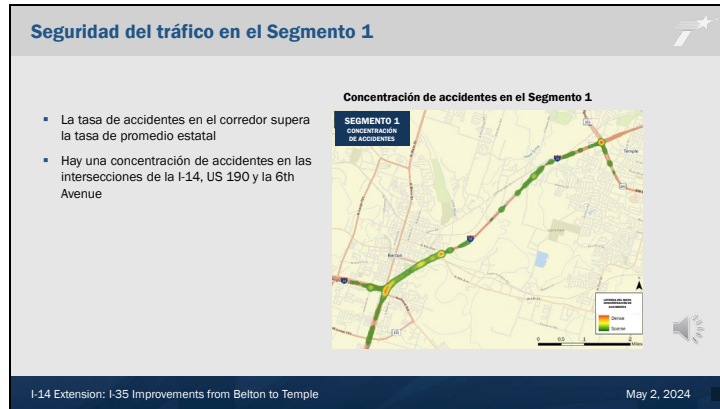 Seguridad del tráfico en el Segmento 1
La tasa de accidentes en el corredor supera
la tasa de promedio estatal
Hay una concentración de accidentes en las
intersecciones de la I-14, US 190 y la 6th
Avenue
Concentración de accidentes en el Segmento 1
SEGMENTO 1
CONCENTRACIÓN
DE ACCIDENTES
Temple
Belton
Dense
Sparse
0 0.5 1 2
Miles
I-14 Extension: I-35 Improvements from Belton to Temple
May 2, 2024